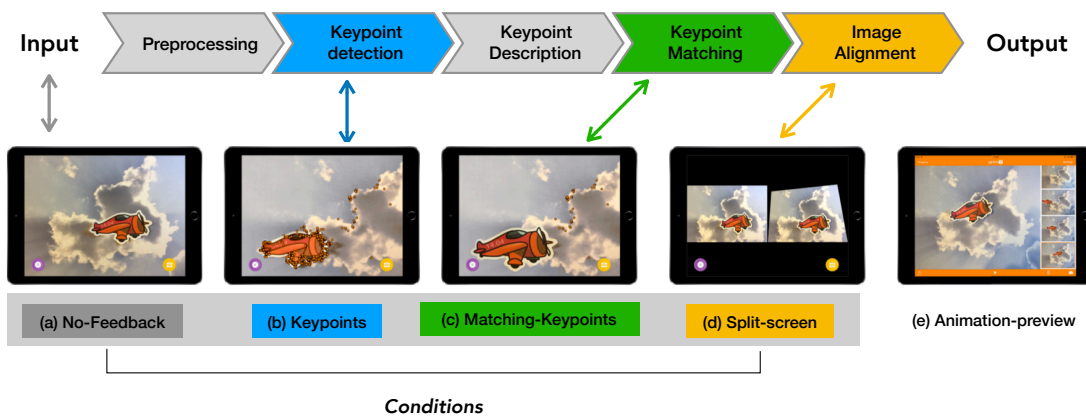 Input
Preprocessing
Keypoint
detection
Keypoint
Description
Keypoint
Matching
Image
Alignment
Output
(a) No-Feedback
(b) Keypoints
(c) Matching-Keypoints
(d) Split-screen
(e) Animation-preview
Conditions